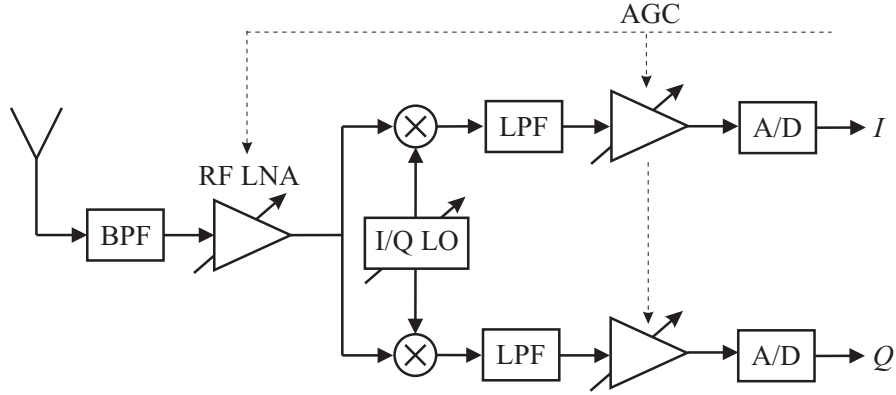 AGC
LPF
A/D
I
RF LNA
BPF
I/Q LO
LPF
A/D
Q